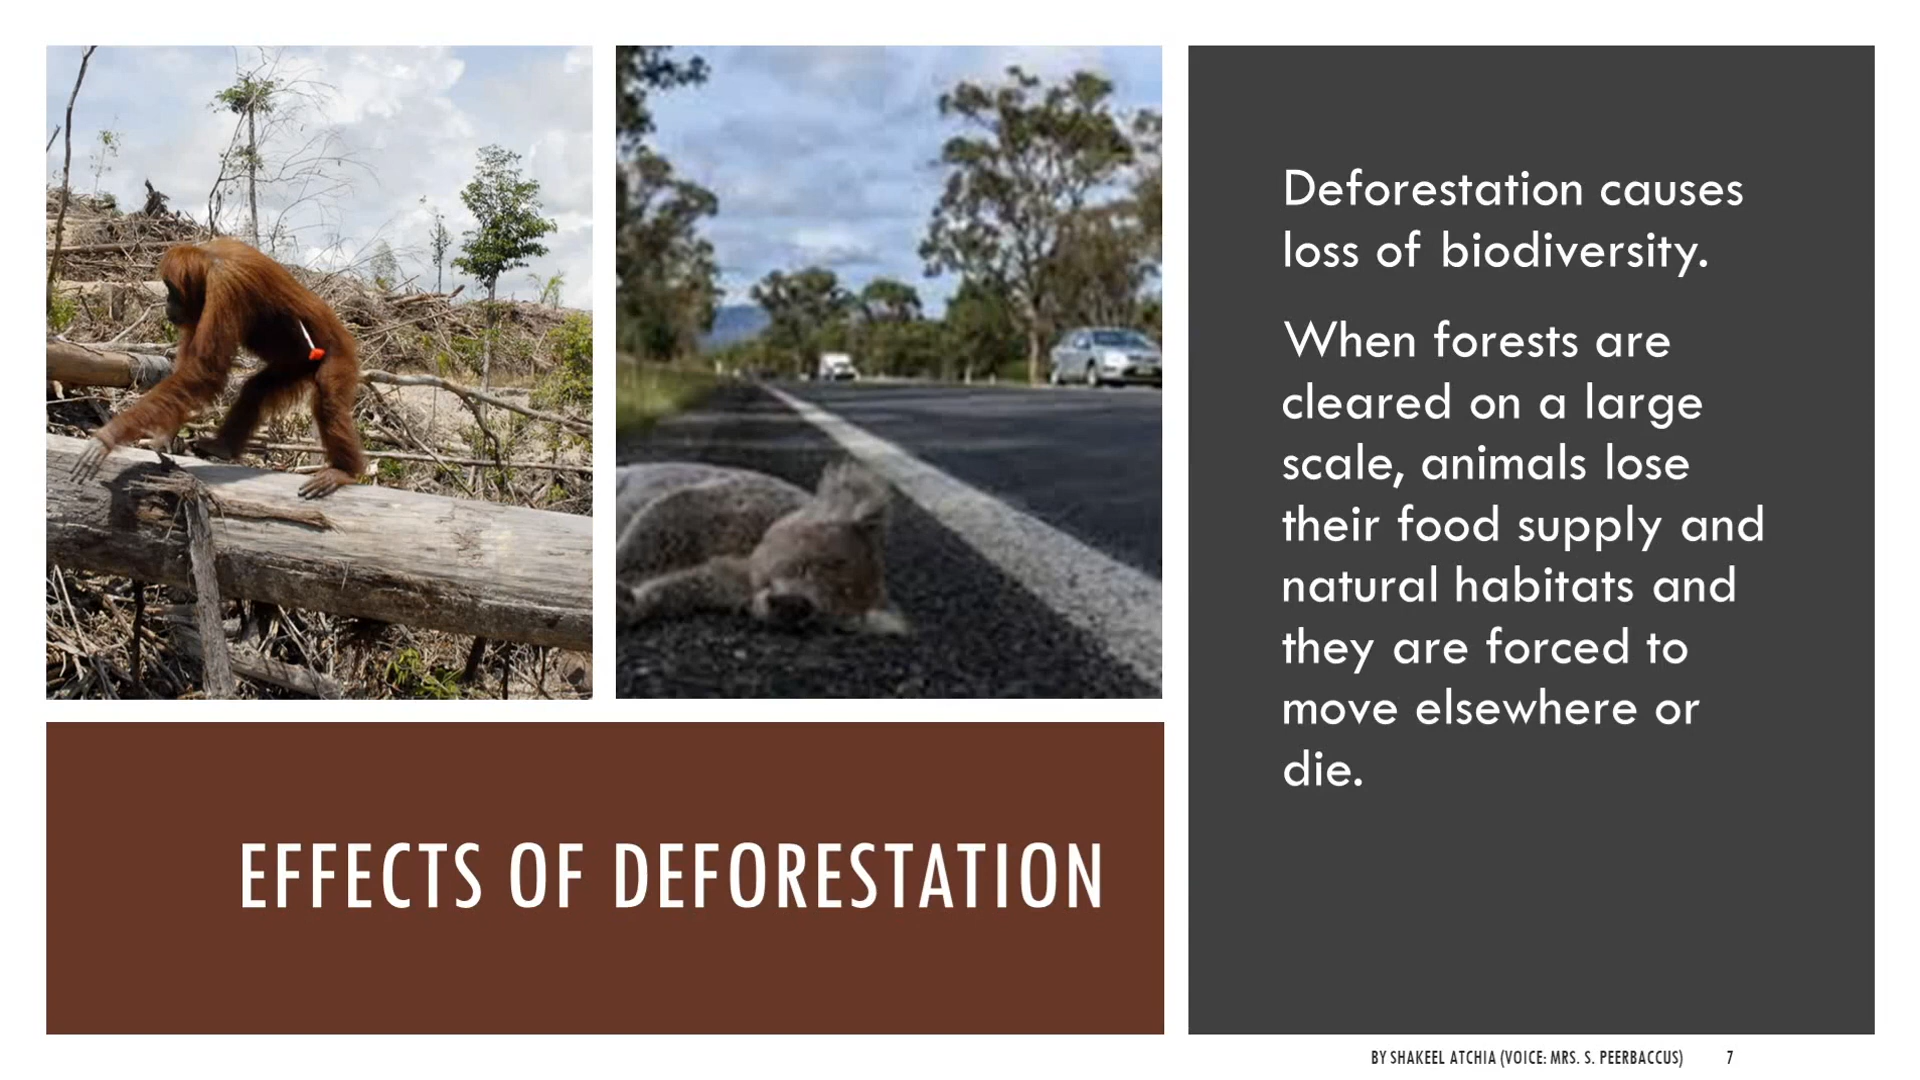 Deforestation causes
loss of biodiversity.
When forests are
cleared on a large
scale, animals lose
their food supply and
natural habitats and
they are forced to
move elsewhere or
die.
EFFECTS OF DEFORESTATION
BY SHAKEEL ATCHIA (VOICE: MRS. S. PEERBACCUS) 7